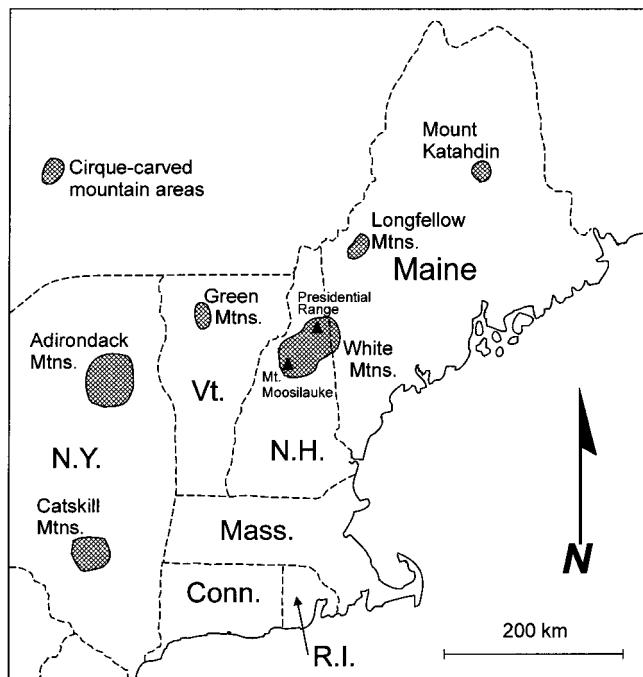 Mount
Katahdin
Cirque-carved
mountain areas
Longfellow
Mtns.
Maine
Green
Mtns.
Presidential
Range
Adirondack
Mtns.
White
Mtns.
Mt.
Moosilauke
Vt.
N.H.
N.Y.
Catskill
Mtns.
Mass.
N
Conn.
200 km
R.I.